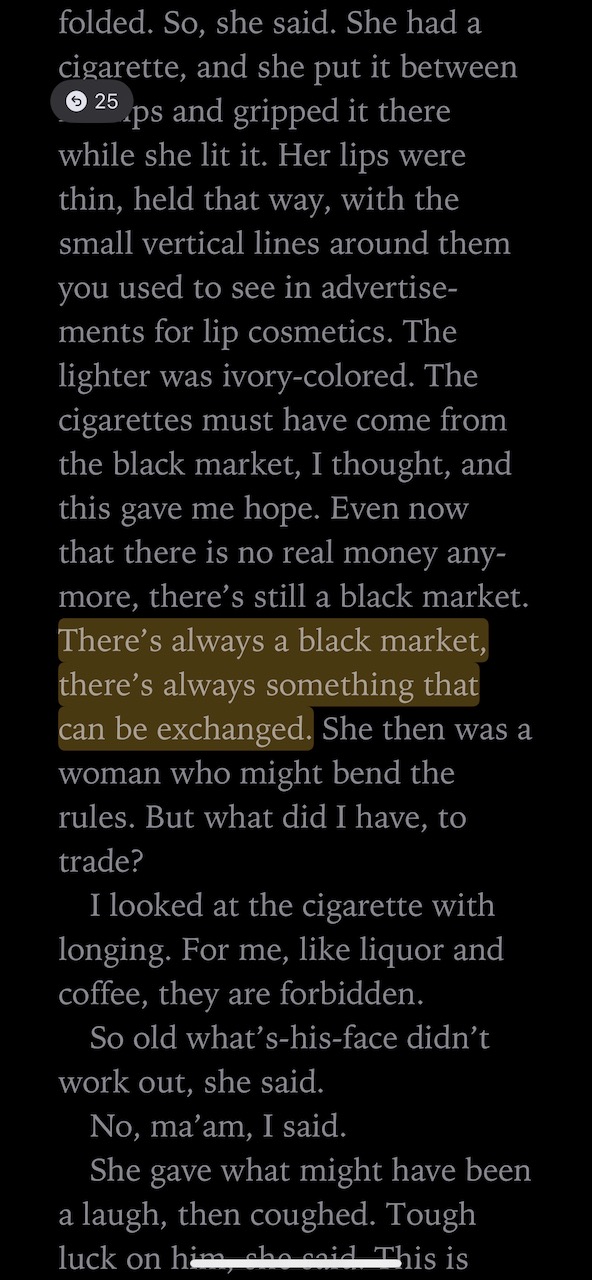 folded. So, she said. She had a
cigarette, and she put it between
25
ips and gripped it there
while she lit it. Her lips were
thin, held that way, with the
small vertical lines around them
you used to see in advertise-
ments for lip cosmetics. The
lighter was ivory-colored. The
cigarettes must have come from
the black market, I thought, and
this gave me hope. Even now
that there is no real money any-
more, there’s still a black market.
There’s always a black market,
there’s always something that
can be exchanged. She then was a
woman who might bend the
rules. But what did I have, to
trade?
I looked at the cigarette with
longing. For me, like liquor and
coffee, they are forbidden.
So old what’s-his-face didn’t
work out, she said.
No, ma’am, I said.
She gave what might have been
a laugh, then coughed. Tough
luck on him, she said. This is